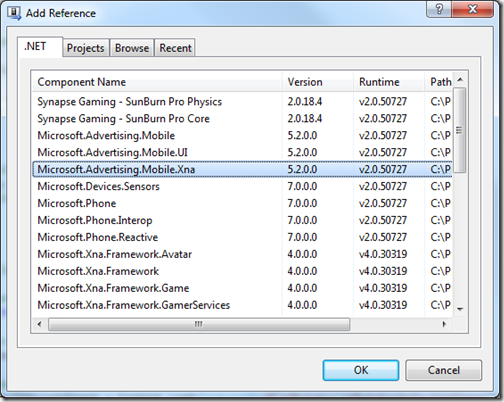 Add Reference
.NET Projects Browse Recent
Component Name Version Runtime Path
Synapse Gaming - SunBurn Pro Physics 2.0.18.4 v2.0.50727 C:\P
Synapse Gaming - SunBurn Pro Core 2.0.18.4 v2.0.50727 C:\P
Microsoft.Advertising.Mobile 5.2.0.0 v2.0.50727 C:\P
Microsoft.Advertising.Mobile.UI 5.2.0.0 v2.0.50727 C:\P
Microsoft.Advertising.Mobile.Xna 5.2.0.0 v2.0.50727 C:\P
Microsoft.Devices.Sensors 7.0.0.0 v2.0.50727 C:\P
Microsoft.Phone 7.0.0.0 v2.0.50727 C:\P
Microsoft.Phone.Interop 7.0.0.0 v2.0.50727 C:\P
Microsoft.Phone.Reactive 7.0.0.0 v2.0.50727 C:\P
Microsoft.Xna.Framework.Avatar 4.0.0.0 v4.0.30319 C:\P
Microsoft.Xna.Framework 4.0.0.0 v4.0.30319 C:\P
Microsoft.Xna.Framework.Game 4.0.0.0 v4.0.30319 C:\P
Microsoft.Xna.Framework.GamerServices 4.0.0.0 v4.0.30319 C:\P
OK Cancel